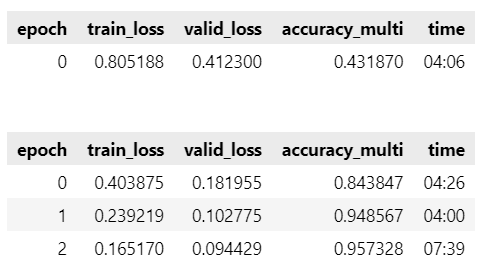 epoch train_loss valid_loss accuracy_multi time
0 0.805188 0.412300 0.431870 04:06
epoch train_loss valid_loss accuracy_multi time
0 0.403875 0.181955 0.843847 04:26
1 0.239219 0.102775 0.948567 04:00
2 0.165170 0.094429 0.957328 07:39